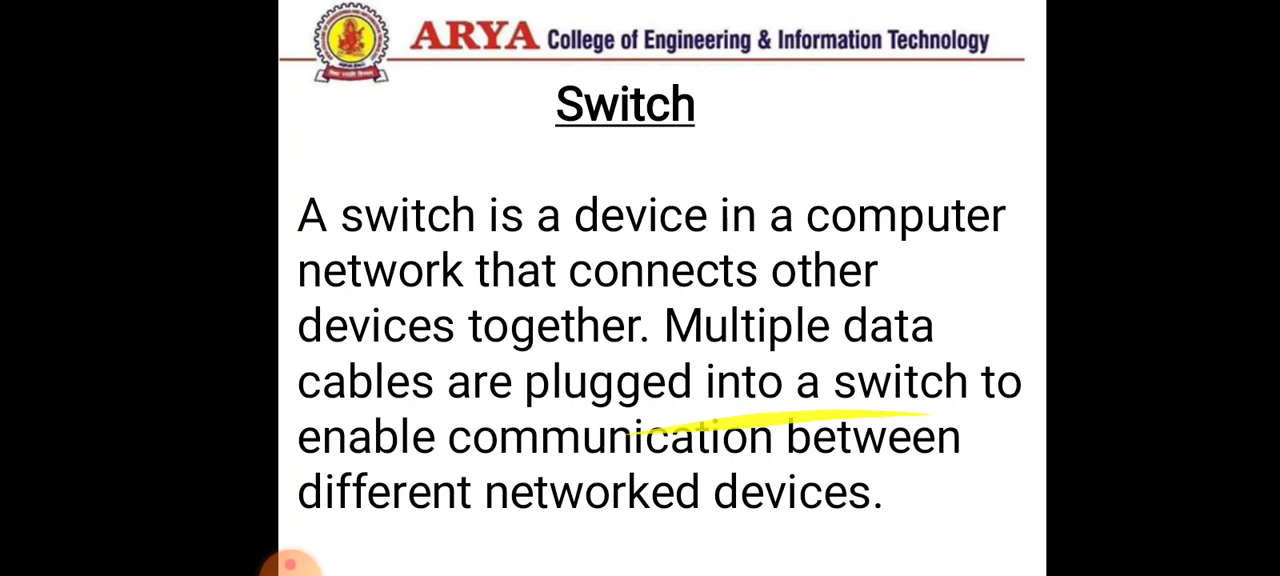 ARYA College of Engineering & Information Technology
Switch
A switch is a device in a computer
network that connects other
devices together. Multiple data
cables are plugged into a switch to
enable communication between
different networked devices.